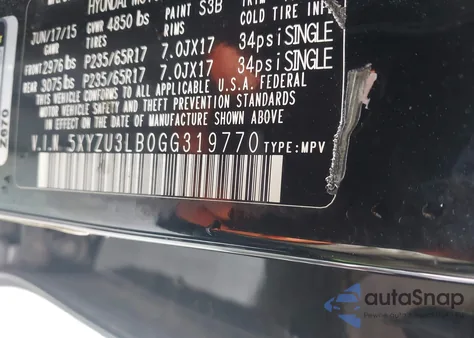 HYUNDAI MOTOR
PAINT S3B
JUN/17/15 GVWR 4850 lbs
COLD TIRE INF
TIRES RIMS
FRONT 2976 lbs P235/65R17 7.0JX17 34psi SINGLE
REAR 3075 lbs P235/65R17 7.0JX17 34psi SINGLE
THIS VEHICLE CONFORMS TO ALL APPLICABLE U.S.A. FEDERAL
MOTOR VEHICLE SAFETY, BUMPER AND THEFT PREVENTION STANDARDS
IN EFFECT ON THE DATE OF MANUFACTURE SHOWN ABOVE.
V.I.N. 5XYZU3LB0GG319770 TYPE:MPV
Z670
autoSnap